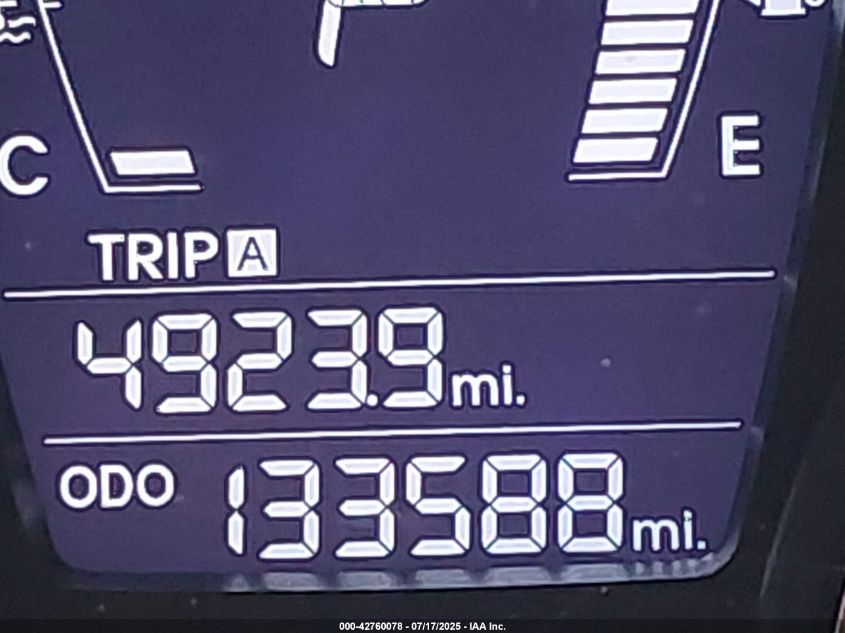 P
C
E
TRIP A
4923.9 mi.
ODO 133588 mi.
000-42760078 - 07/17/2025 - IAA Inc.